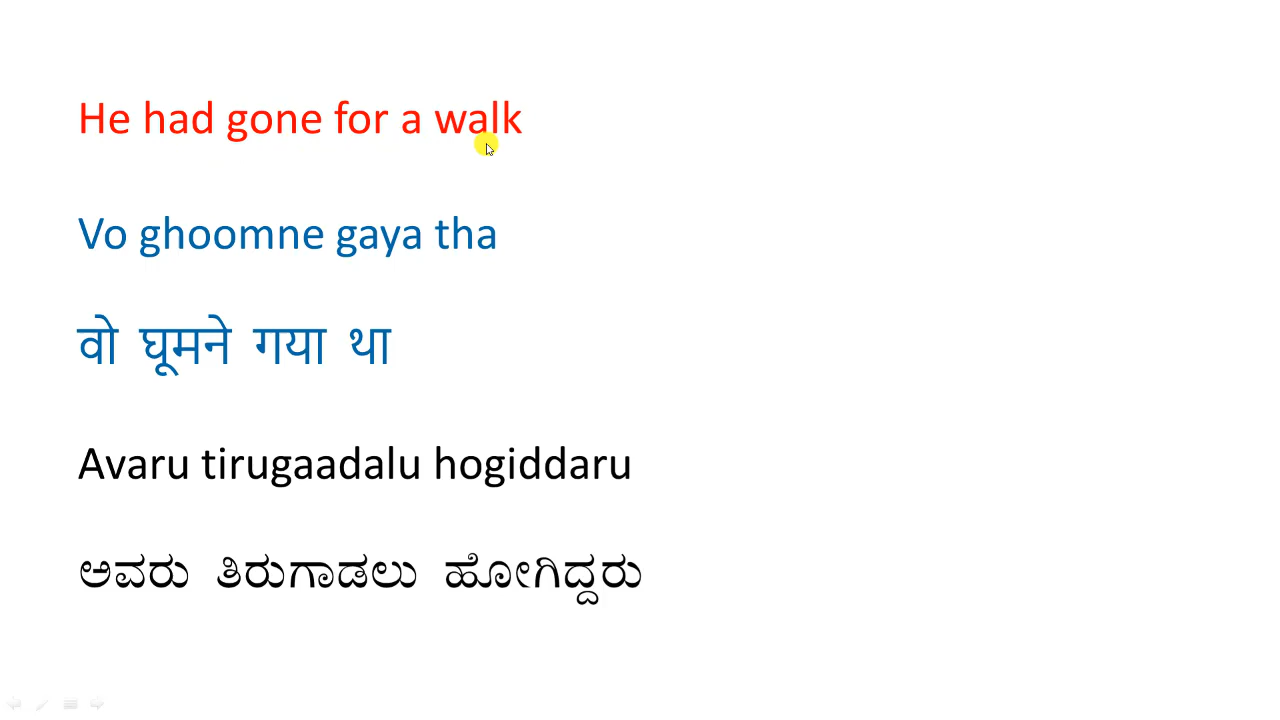 He had gone for a walk
Vo ghoomne gaya tha
वो घूमने गया था
Avaru tirugaadalu hogiddaru
ಅವರು ತಿರುಗಾಡಲು ಹೋಗಿದ್ದರು